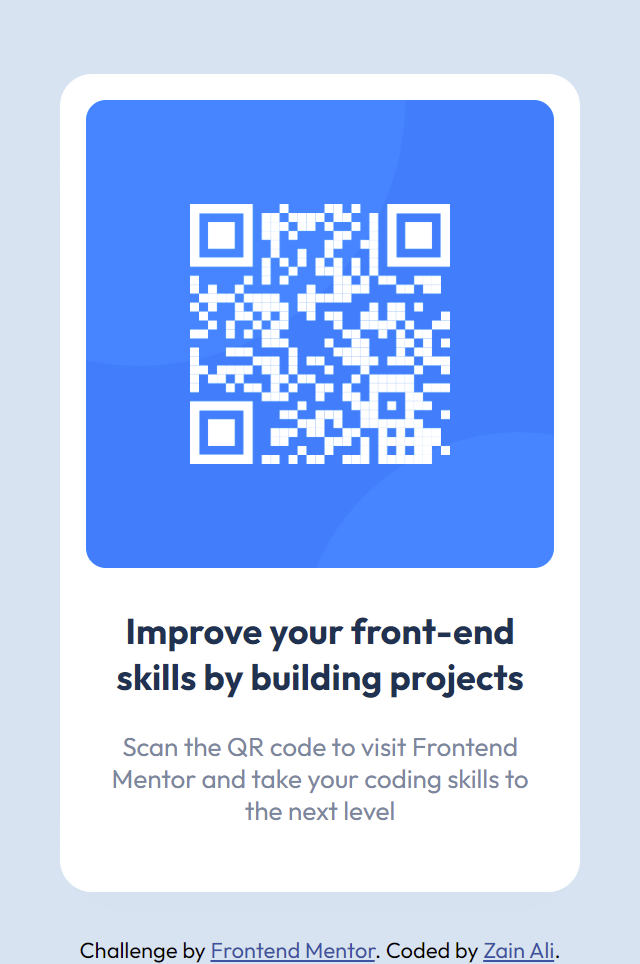 Improve your front-end
skills by building projects
Scan the QR code to visit Frontend
Mentor and take your coding skills to
the next level
Challenge by Frontend Mentor. Coded by Zain Ali.